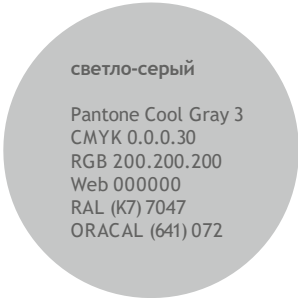 светло-серый
Pantone Cool Gray 3
CMYK 0.0.0.30
RGB 200.200.200
Web 000000
RAL (K7) 7047
ORACAL (641) 072